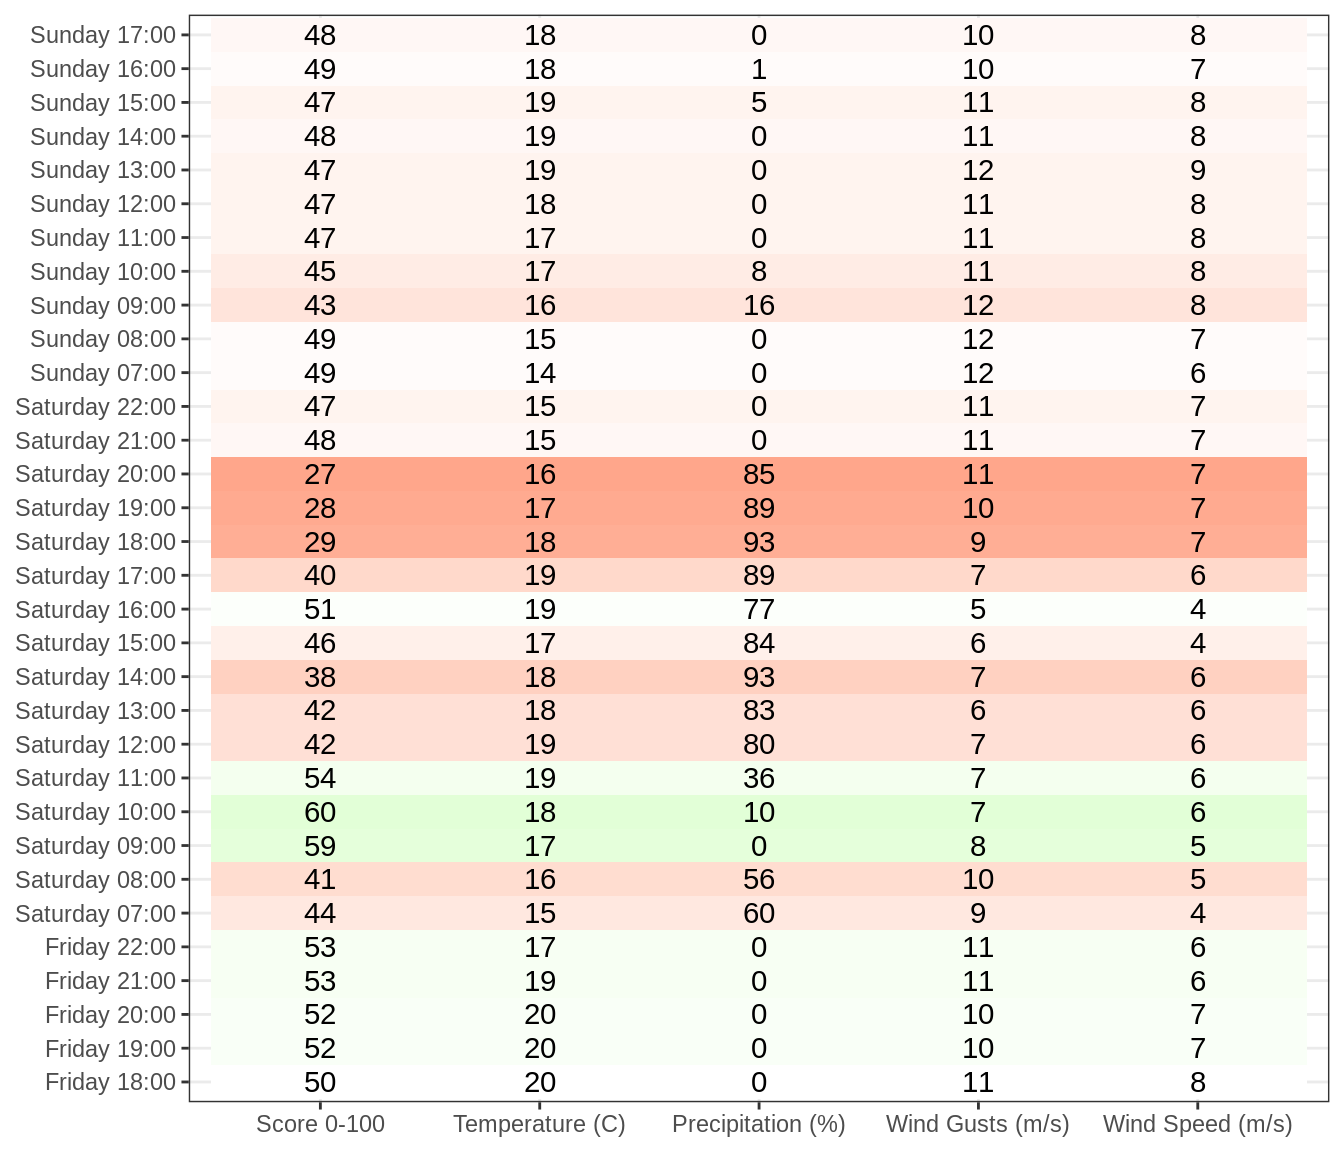 Sunday 17:00 48 18 0 10 8
Sunday 16:00 49 18 1 10 7
Sunday 15:00 47 19 5 11 8
Sunday 14:00 48 19 0 11 8
Sunday 13:00 47 19 0 12 9
Sunday 12:00 47 18 0 11 8
Sunday 11:00 47 17 0 11 8
Sunday 10:00 45 17 8 11 8
Sunday 09:00 43 16 16 12 8
Sunday 08:00 49 15 0 12 7
Sunday 07:00 49 14 0 12 6
Saturday 22:00 47 15 0 11 7
Saturday 21:00 48 15 0 11 7
Saturday 20:00 27 16 85 11 7
Saturday 19:00 28 17 89 10 7
Saturday 18:00 29 18 93 9 7
Saturday 17:00 40 19 89 7 6
Saturday 16:00 51 19 77 5 4
Saturday 15:00 46 17 84 6 4
Saturday 14:00 38 18 93 7 6
Saturday 13:00 42 18 83 6 6
Saturday 12:00 42 19 80 7 6
Saturday 11:00 54 19 36 7 6
Saturday 10:00 60 18 10 7 6
Saturday 09:00 59 17 0 8 5
Saturday 08:00 41 16 56 10 5
Saturday 07:00 44 15 60 9 4
Friday 22:00 53 17 0 11 6
Friday 21:00 53 19 0 11 6
Friday 20:00 52 20 0 10 7
Friday 19:00 52 20 0 10 7
Friday 18:00 50 20 0 11 8
Score 0-100 Temperature (C) Precipitation (%) Wind Gusts (m/s) Wind Speed (m/s)